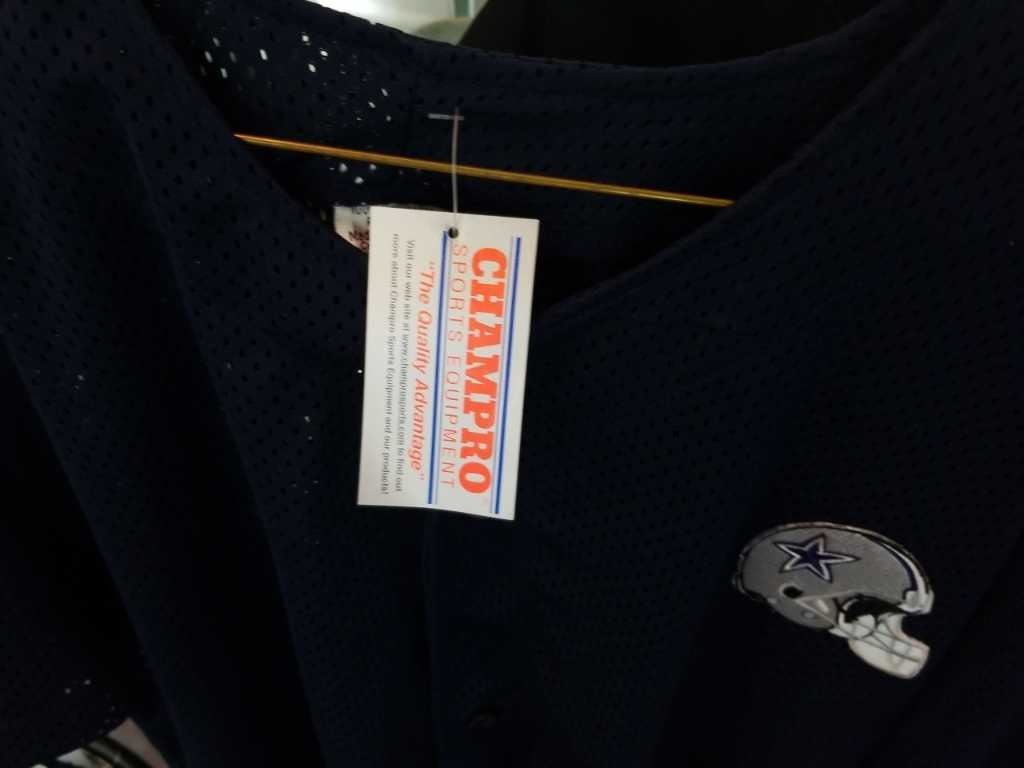 CHAMPRO
SPORTS EQUIPMENT
"The Quality Advantage"
Visit our web site at www.champrosports.com to find out
more about Champro Sports Equipment and our products!